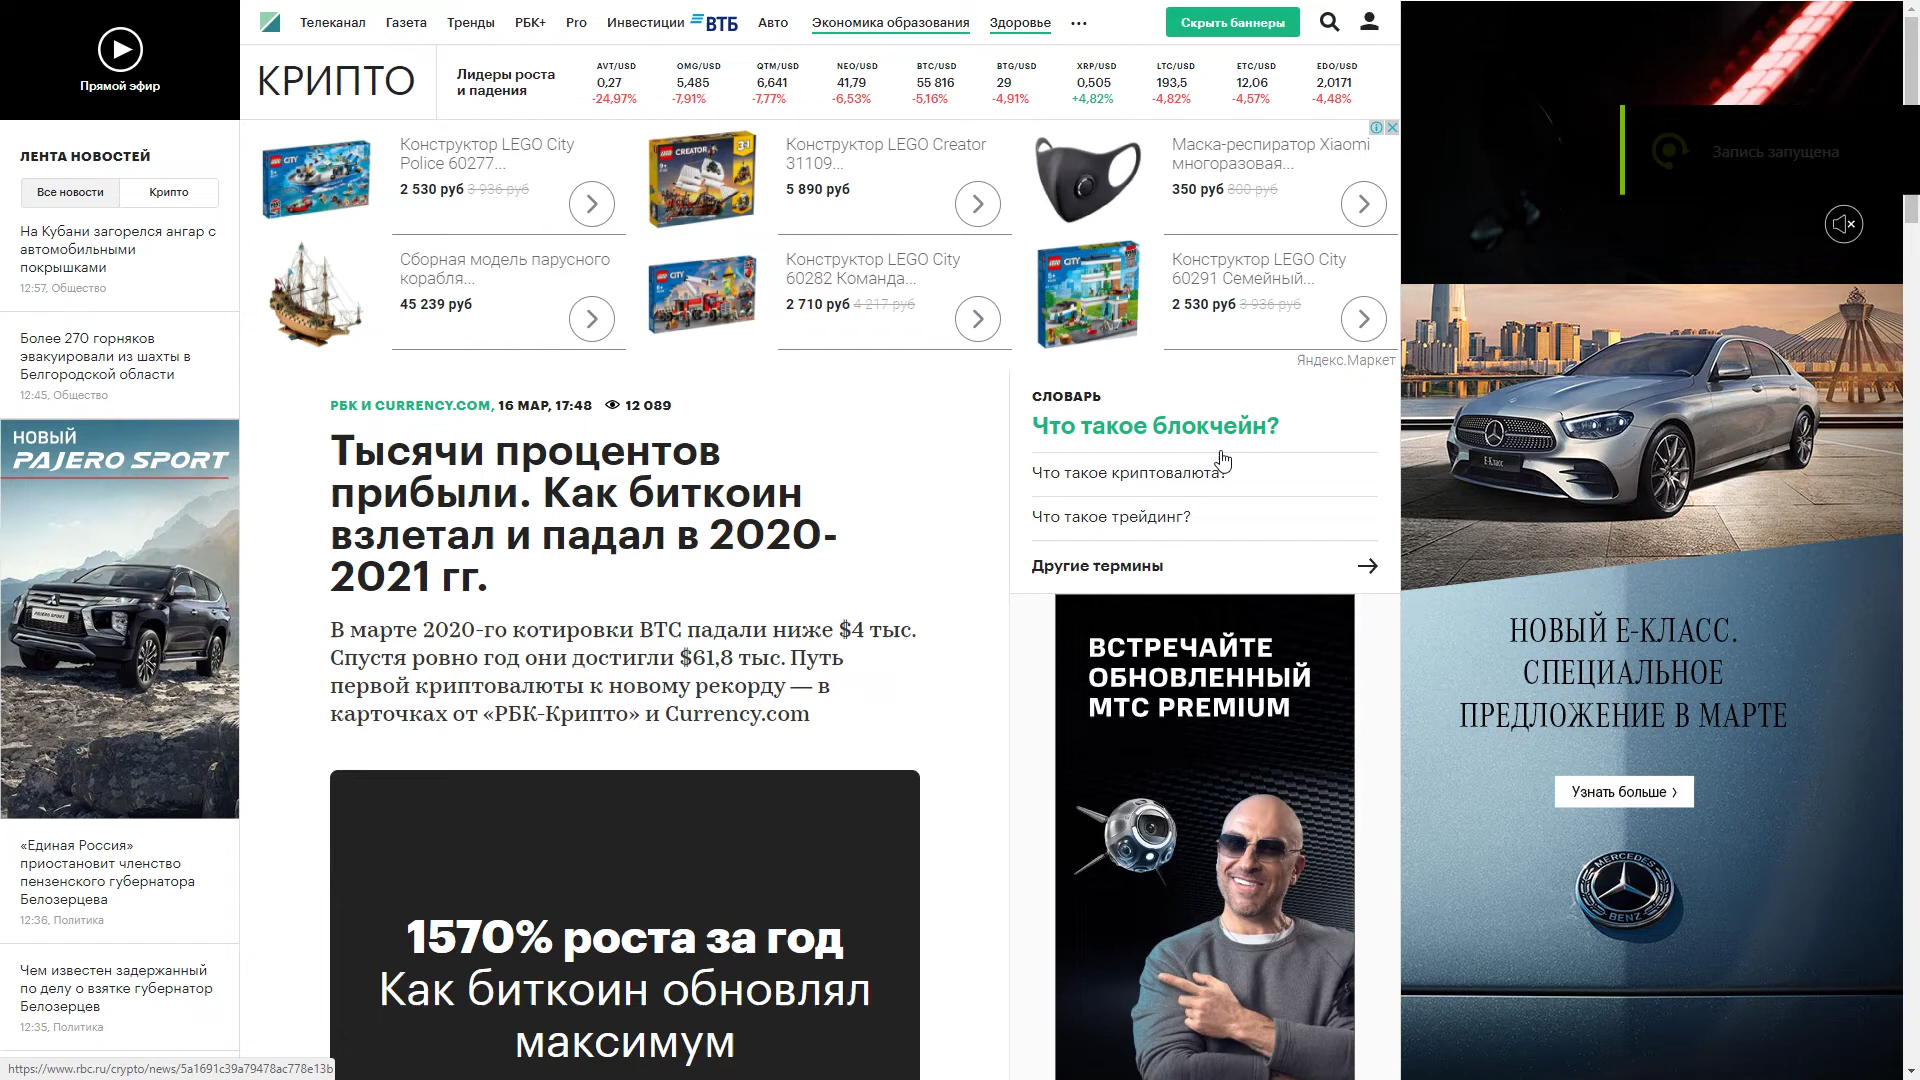 Прямой эфир
Телеканал
Газета
Тренды
РБК+
Pro
Инвестиции
ВТБ
Авто
Экономика образования
Здоровье
Скрыть баннеры
КРИПТО
Лидеры роста
и падения
AVT/USD
0,27
-24,97%
OMG/USD
5,485
-7,91%
QTM/USD
6,641
-7,77%
NEO/USD
41,79
-6,53%
BTC/USD
55 816
-5,16%
BTG/USD
29
-4,91%
XRP/USD
0,505
+4,82%
LTC/USD
193,5
-4,82%
ETC/USD
12,06
-4,57%
EDO/USD
2,0171
-4,48%
Запись запущена
ЛЕНТА НОВОСТЕЙ
Все новости
Крипто
На Кубани загорелся ангар с
автомобильными
покрышками
12:57, Общество
Более 270 горняков
эвакуировали из шахты в
Белгородской области
12:45, Общество
НОВЫЙ
PAJERO SPORT
PAJERO SPORT
«Единая Россия»
приостановит членство
пензенского губернатора
Белозерцева
12:36, Политика
Чем известен задержанный
по делу о взятке губернатор
Белозерцев
12:35, Политика
https://www.rbc.ru/crypto/news/5a1691c39a79478ac778e13b
CITY
Конструктор LEGO City
Police 60277...
2 530 руб 3 936 руб
CREATOR
3in1
Конструктор LEGO Creator
31109...
5 890 руб
Маска-респиратор Xiaomi
многоразовая...
350 руб 800 руб
Сборная модель парусного
корабля...
45 239 руб
CITY
Конструктор LEGO City
60282 Команда...
2 710 руб 4 217 руб
CITY
Конструктор LEGO City
60291 Семейный...
2 530 руб 3 936 руб
Яндекс.Маркет
РБК И CURRENCY.COM, 16 МАР, 17:48 12 089
Тысячи процентов
прибыли. Как биткоин
взлетал и падал в 2020-
2021 гг.
В марте 2020-го котировки BTC падали ниже $4 тыс.
Спустя ровно год они достигли $61,8 тыс. Путь
первой криптовалюты к новому рекорду — в
карточках от «РБК-Крипто» и Currency.com
1570% роста за год
Как биткоин обновлял
максимум
СЛОВАРЬ
Что такое блокчейн?
Что такое криптовалюта?
Что такое трейдинг?
Другие термины
ВСТРЕЧАЙТЕ
ОБНОВЛЕННЫЙ
МТС PREMIUM
E-Класс
НОВЫЙ E-КЛАСС.
СПЕЦИАЛЬНОЕ
ПРЕДЛОЖЕНИЕ В МАРТЕ
Узнать больше
MERCEDES
BENZ